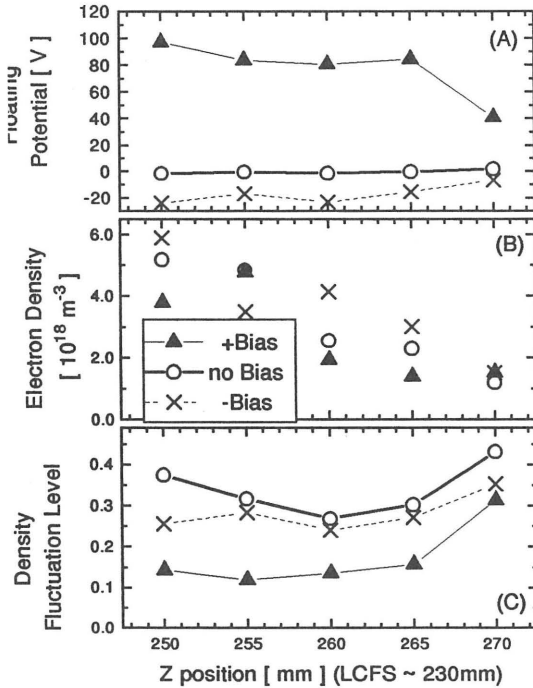 120
100
80
60
40
20
0
-20
Potential [ V ]
(A)
6.0
4.0
2.0
0.0
Electron Density
[ 10^18 m^-3 ]
(B)
+Bias
no Bias
-Bias
0.4
0.3
0.2
0.1
0.0
Density
Fluctuation Level
(C)
250 255 260 265 270
Z position [ mm ] (LCFS ~ 230mm)